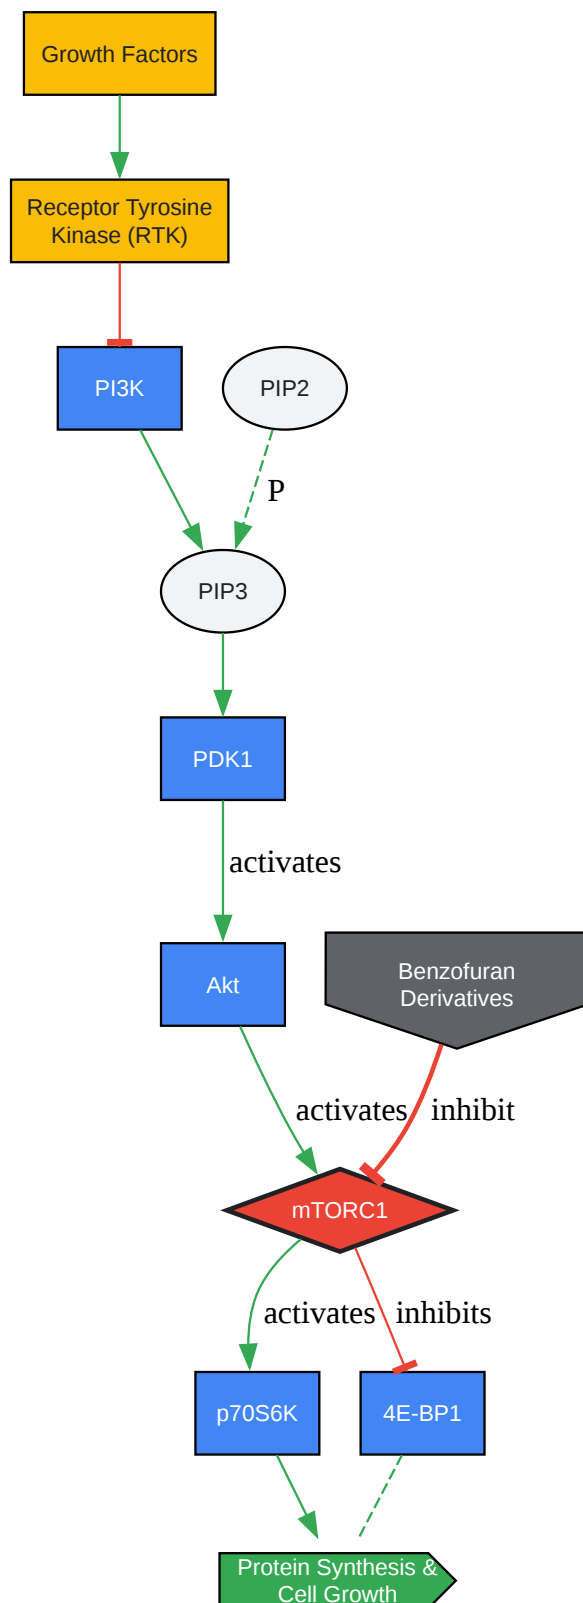 Growth Factors
Receptor Tyrosine
Kinase (RTK)
PI3K
PIP2
P
PIP3
PDK1
activates
Akt
Benzofuran
Derivatives
activates
inhibit
mTORC1
activates
inhibits
p70S6K
4E-BP1
Protein Synthesis &
Cell Growth